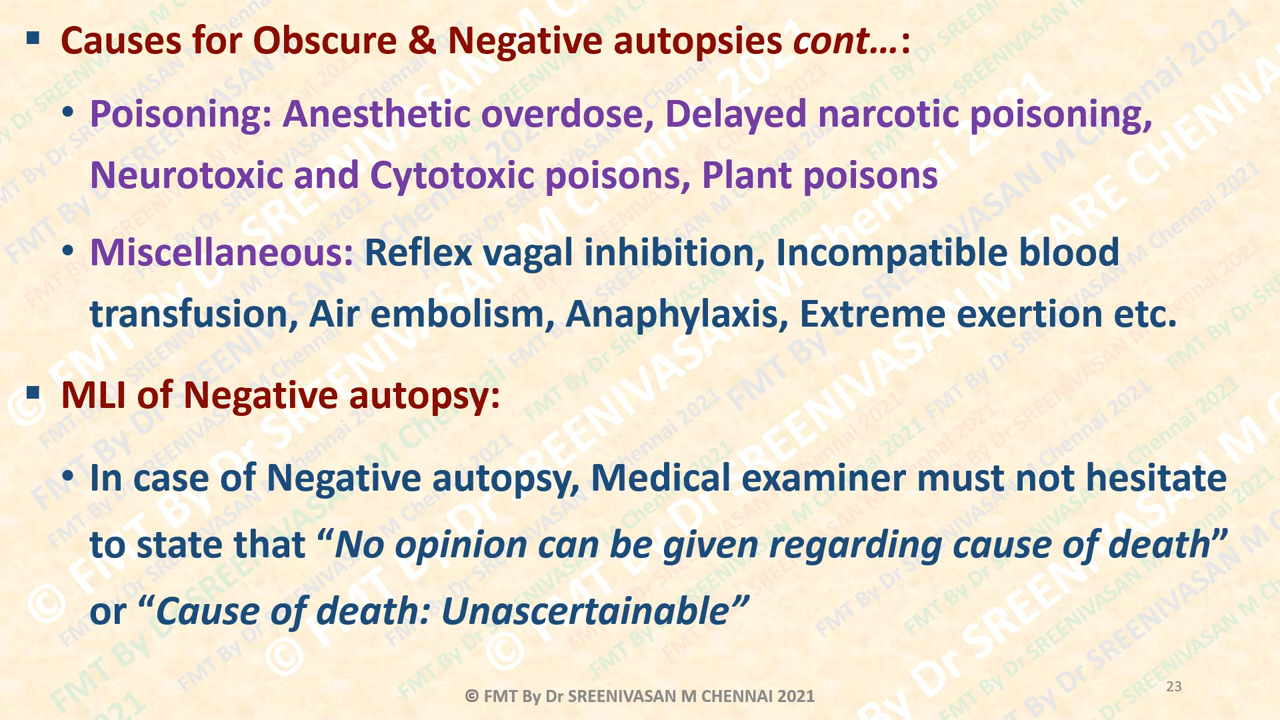 ▪ Causes for Obscure & Negative autopsies cont…:
• Poisoning: Anesthetic overdose, Delayed narcotic poisoning,
Neurotoxic and Cytotoxic poisons, Plant poisons
• Miscellaneous: Reflex vagal inhibition, Incompatible blood
transfusion, Air embolism, Anaphylaxis, Extreme exertion etc.
▪ MLI of Negative autopsy:
• In case of Negative autopsy, Medical examiner must not hesitate
to state that “No opinion can be given regarding cause of death”
or “Cause of death: Unascertainable”
© FMT By Dr SREENIVASAN M CHENNAI 2021
23